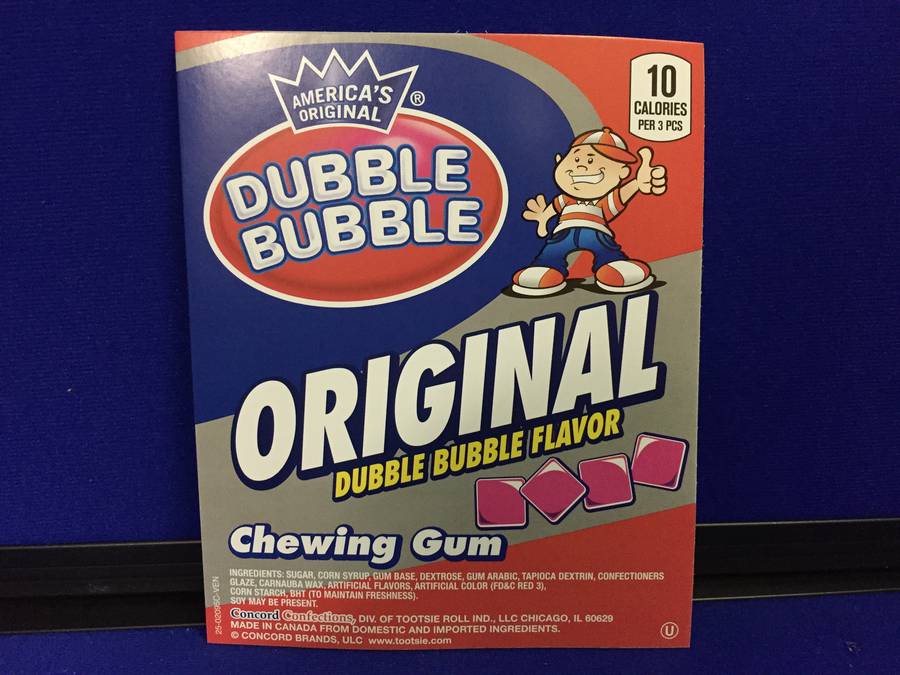 AMERICA'S
ORIGINAL
®
DUBBLE
BUBBLE
10
CALORIES
PER 3 PCS
ORIGINAL
DUBBLE BUBBLE FLAVOR
Chewing Gum
INGREDIENTS: SUGAR, CORN SYRUP, GUM BASE, DEXTROSE, GUM ARABIC, TAPIOCA DEXTRIN, CONFECTIONERS
GLAZE, CARNAUBA WAX, ARTIFICIAL FLAVORS, ARTIFICIAL COLOR (FD&C RED 3),
CORN STARCH, BHT (TO MAINTAIN FRESHNESS).
SOY MAY BE PRESENT.
Concord Confections, DIV. OF TOOTSIE ROLL IND., LLC CHICAGO, IL 60629
MADE IN CANADA FROM DOMESTIC AND IMPORTED INGREDIENTS.
© CONCORD BRANDS, ULC www.tootsie.com
U